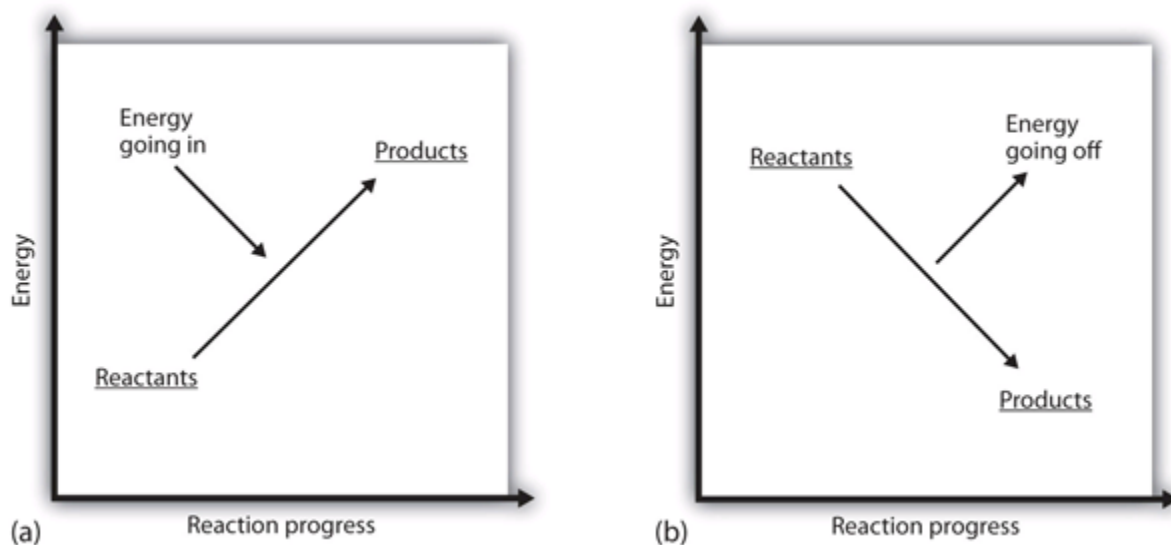 Energy
going in
Products
Reactants
Energy
Reaction progress
(a)
Reactants
Energy
going off
Products
Energy
Reaction progress
(b)